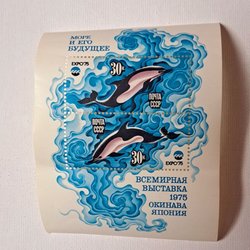 МОРЕ И ЕГО
БУДУЩЕЕ
EXPO'75
30к
ПОЧТА
СССР
ПОЧТА
СССР
EXPO'75
30к
ВСЕМИРНАЯ
ВЫСТАВКА
1975
ОКИНАВА
ЯПОНИЯ